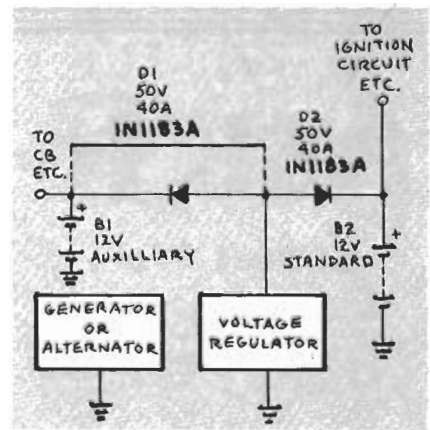 TO
IGNITION
CIRCUIT
ETC.
D1
50V
40A
1N1183A
D2
50V
40A
1N1183A
TO
CB
ETC.
+
B1
12V
AUXILLIARY
+
B2
12V
STANDARD
GENERATOR
OR
ALTERNATOR
VOLTAGE
REGULATOR